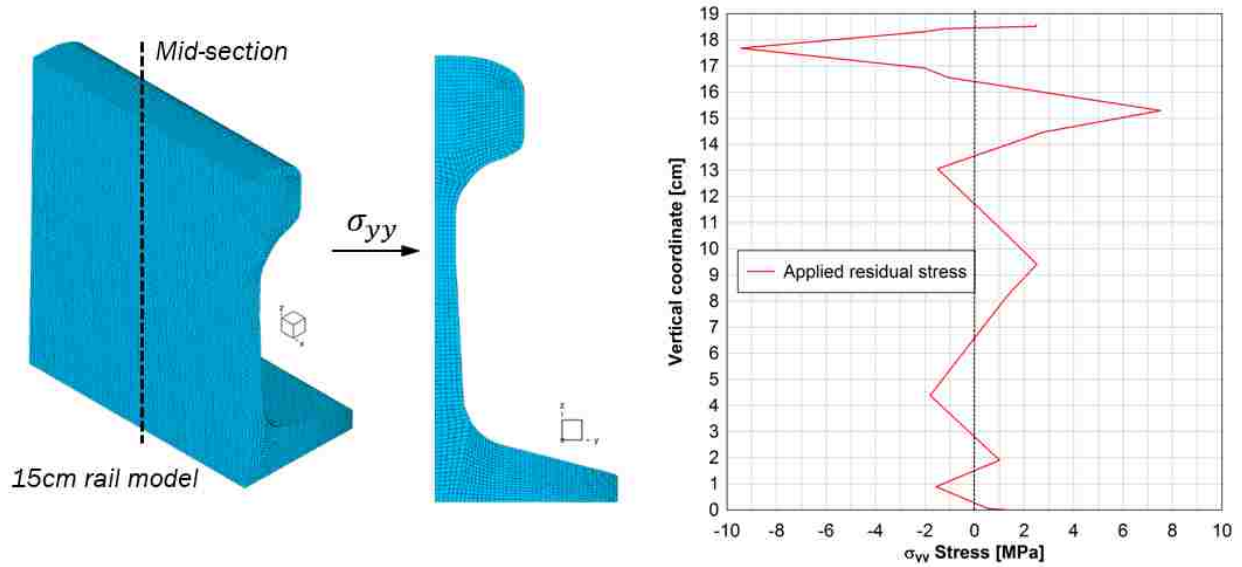 Mid-section
15cm rail model
σyy
z
x
z
y
Vertical coordinate [cm]
19
18
17
16
15
14
13
12
11
10
9
8
7
6
5
4
3
2
1
0
Applied residual stress
-10 -8 -6 -4 -2 0 2 4 6 8 10
σyy Stress [MPa]